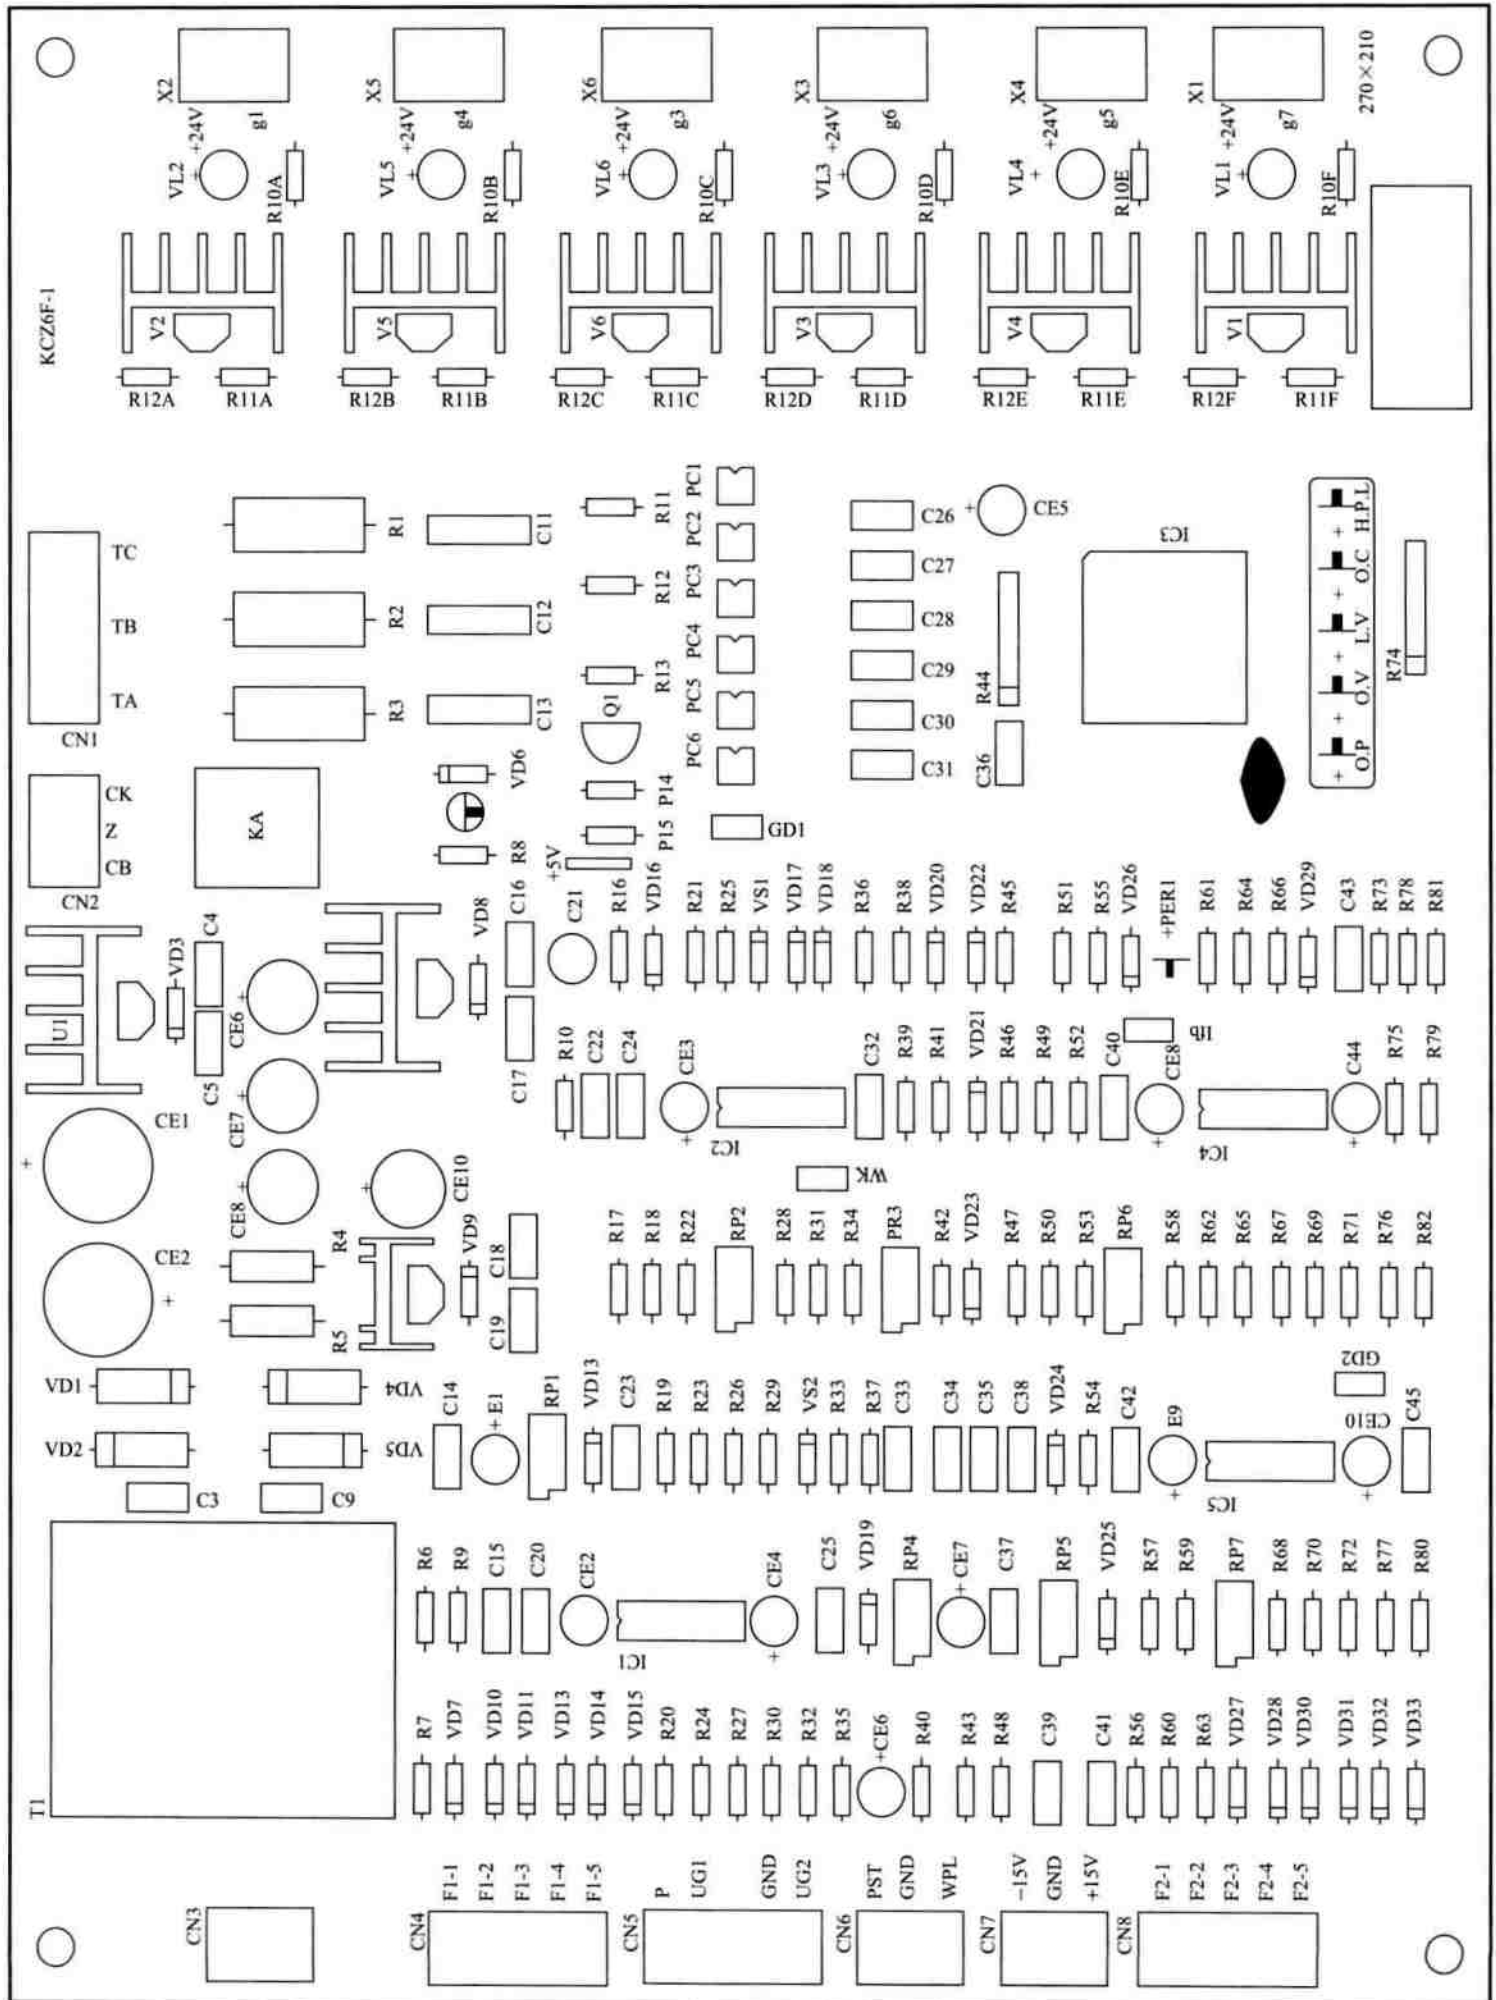 X2
X5
X6
X3
X4
X1
270×210
+24V
g1
+24V
g4
+24V
g3
+24V
g6
+24V
g5
+24V
g7
VL2
+
VL5
+
VL6
+
VL3
+
VL4
+
VL1
+
R10A
R10B
R10C
R10D
R10E
R10F
KCZ6F-1
V2
V5
V6
V3
V4
V1
R12A R11A R12B R11B R12C R11C R12D R11D R12E R11E R12F R11F
TC
TB
TA
CN1
R1
R2
R3
C11
C12
C13
R11
R12
R13
Q1
PC1
PC2
PC3
PC4
PC5
PC6
C26
C27
C28
C29
C30
C31
+
CE5
R44
C36
IC3
+ O.P + O.V + L.V + O.C + H.P.L
R74
CK
Z
CB
CN2
KA
VD6
R8
P14
P15
+5V
GD1
U1
VD3
C4
C5
CE6
+
CE7
+
CE8
+
VD8
C16
C17
C21
R16
VD16
R21
R25
VS1
VD17
VD18
R36
R38
VD20
VD22
R45
R51
R55
VD26
+PER1
R61
R64
R66
VD29
C43
R73
R78
R81
CE1
+
CE2
+
R10
C22
C24
CE3
+
IC2
C32
R39
R41
VD21
R46
R49
R52
C40
Ifb
CE8
+
IC4
C44
+
R75
R79
WK
+
CE10
R4
R5
VD9
C18
C19
R17
R18
R22
RP2
R28
R31
R34
PR3
R42
VD23
R47
R50
R53
RP6
R58
R62
R65
R67
R69
R71
R76
R82
VD1
VD4
VD2
VD5
C3
C9
C14
+E1
RP1
VD13
C23
R19
R23
R26
R29
VS2
R33
R37
C33
C34
C35
C38
VD24
R54
C42
E9
+
IC5
GD2
CE10
+
C45
T1
R6
R9
C15
C20
CE2
IC1
CE4
+
C25
VD19
RP4
+CE7
C37
RP5
VD25
R57
R59
RP7
R68
R70
R72
R77
R80
R7
VD7
VD10
VD11
VD13
VD14
VD15
R20
R24
R27
R30
R32
R35
+CE6
R40
R43
R48
C39
C41
R56
R60
R63
VD27
VD28
VD30
VD31
VD32
VD33
CN3
CN4
F1-1
F1-2
F1-3
F1-4
F1-5
CN5
P
UG1
GND
UG2
CN6
PST
GND
WPL
CN7
−15V
GND
+15V
CN8
F2-1
F2-2
F2-3
F2-4
F2-5